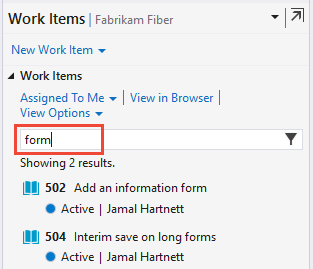 Work Items | Fabrikam Fiber
New Work Item
Work Items
Assigned To Me | View in Browser |
View Options
form
Showing 2 results.
502 Add an information form
Active | Jamal Hartnett
504 Interim save on long forms
Active | Jamal Hartnett